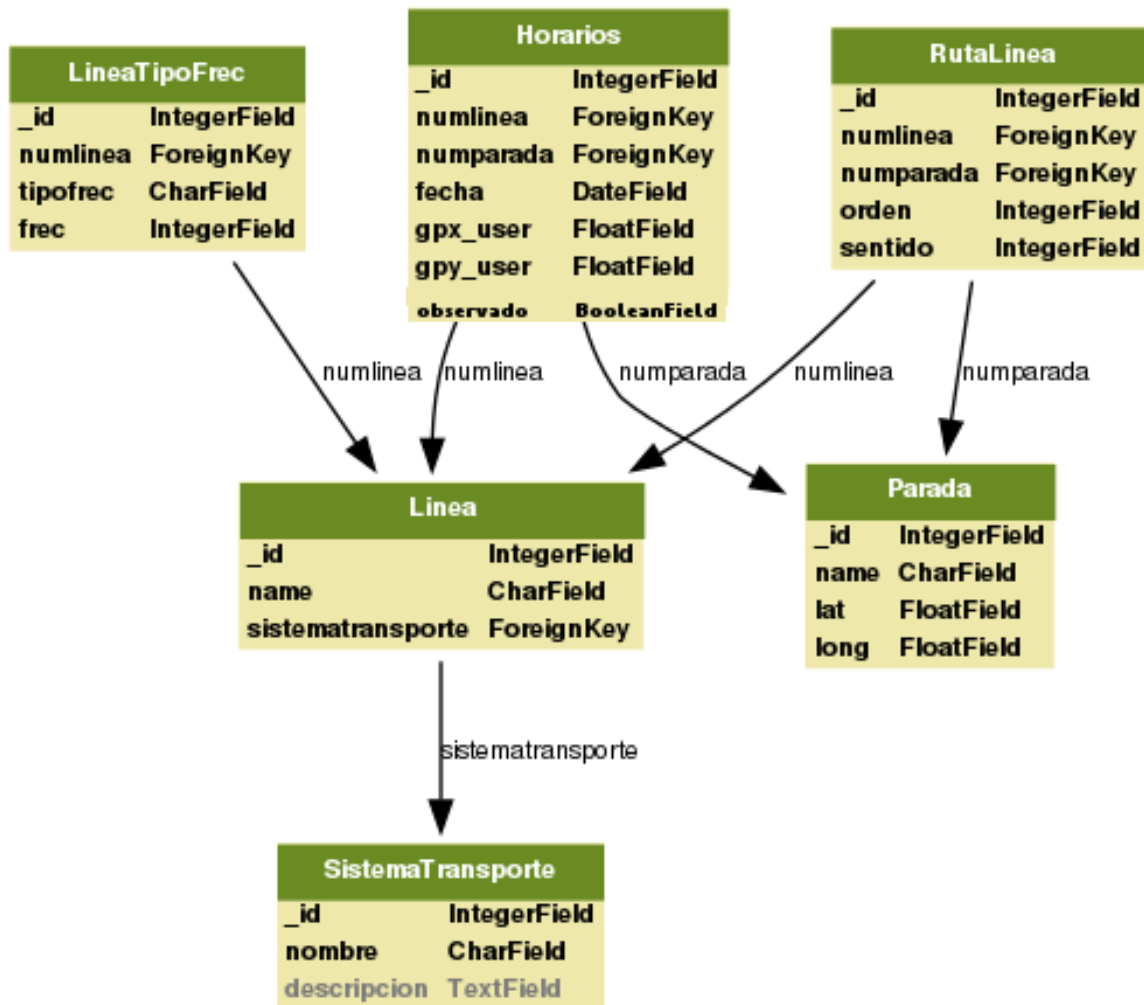 LineaTipoFrec
_id IntegerField
numlinea ForeignKey
tipofrec CharField
frec IntegerField
Horarios
_id IntegerField
numlinea ForeignKey
numparada ForeignKey
fecha DateField
gpx_user FloatField
gpy_user FloatField
observado BooleanField
RutaLinea
_id IntegerField
numlinea ForeignKey
numparada ForeignKey
orden IntegerField
sentido IntegerField
numlinea
numlinea
numparada
numlinea
numparada
Linea
_id IntegerField
name CharField
sistematransporte ForeignKey
Parada
_id IntegerField
name CharField
lat FloatField
long FloatField
sistematransporte
SistemaTransporte
_id IntegerField
nombre CharField
descripcion TextField